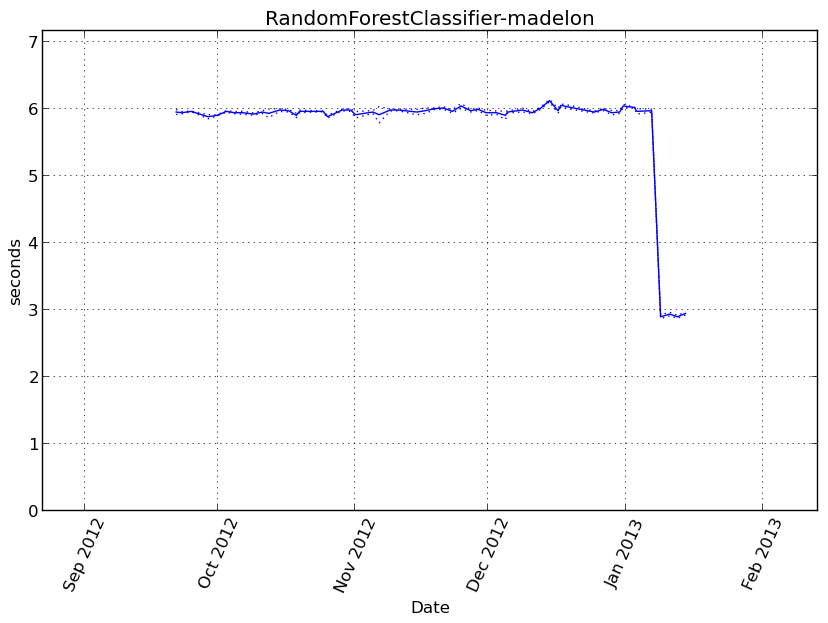 RandomForestClassifier-madelon
7
6
5
4
3
2
1
0
seconds
Sep 2012
Oct 2012
Nov 2012
Dec 2012
Jan 2013
Feb 2013
Date